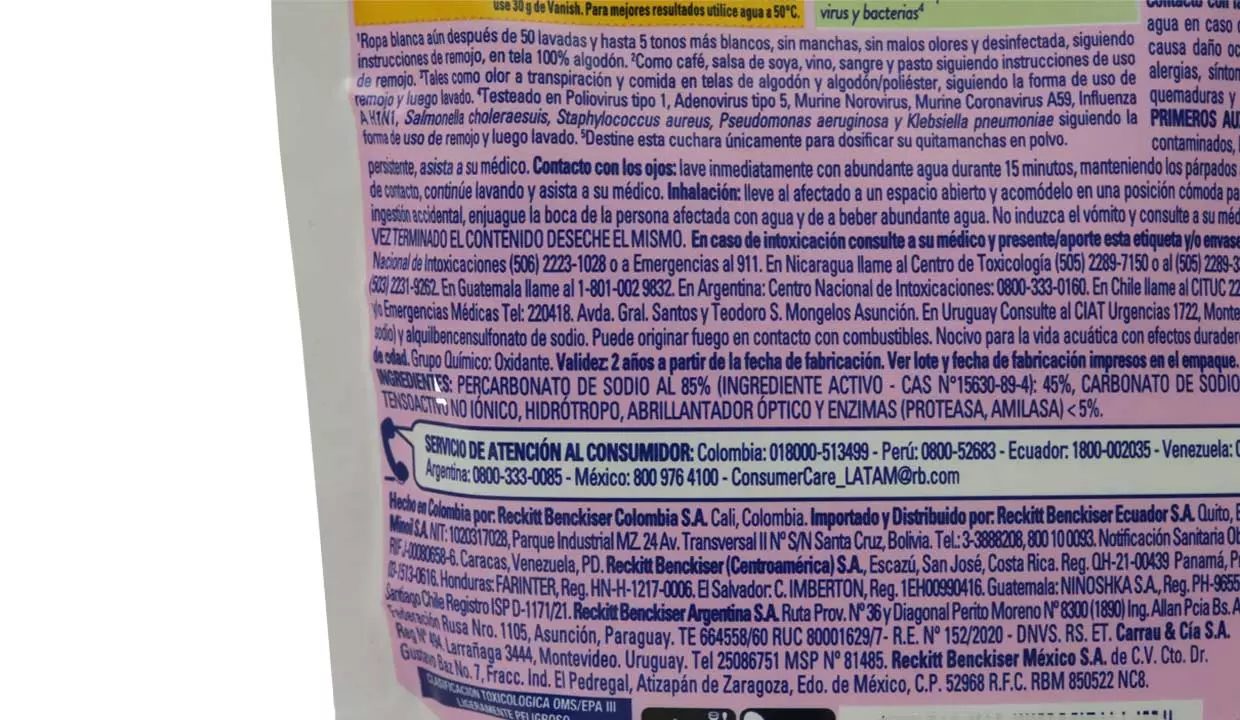 use 30 g de Vanish. Para mejores resultados utilice agua a 50°C.
virus y bacterias⁴
¹Ropa blanca aún después de 50 lavadas y hasta 5 tonos más blancos, sin manchas, sin malos olores y desinfectada, siguiendo
instrucciones de remojo, en tela 100% algodón. ²Como café, salsa de soya, vino, sangre y pasto siguiendo instrucciones de uso
de remojo. ³Tales como olor a transpiración y comida en telas de algodón y algodón/poliéster, siguiendo la forma de uso de
remojo y luego lavado. ⁴Testeado en Poliovirus tipo 1, Adenovirus tipo 5, Murine Norovirus, Murine Coronavirus A59, Influenza
A H1N1, Salmonella choleraesuis, Staphylococcus aureus, Pseudomonas aeruginosa y Klebsiella pneumoniae siguiendo la
forma de uso de remojo y luego lavado. ⁵Destine esta cuchara únicamente para dosificar su quitamanchas en polvo.
agua en caso
causa daño
alergias,
quemaduras y
PRIMEROS
contaminados,
persistente, asista a su médico. Contacto con los ojos: lave inmediatamente con abundante agua durante 15 minutos, manteniendo los párpados
de contacto, continúe lavando y asista a su médico. Inhalación: lleve al afectado a un espacio abierto y acomódelo en una posición cómoda
ingestión accidental, enjuague la boca de la persona afectada con agua y de a beber abundante agua. No induzca el vómito y consulte a su
VEZ TERMINADO EL CONTENIDO DESECHE EL MISMO. En caso de intoxicación consulte a su médico y presente/aporte esta etiqueta y/o envase
Nacional de Intoxicaciones (506) 2223-1028 o a Emergencias al 911. En Nicaragua llame al Centro de Toxicología (505) 2289-7150 o al (505)
(503) 2231-9262. En Guatemala llame al 1-801-002 9832. En Argentina: Centro Nacional de Intoxicaciones: 0800-333-0160. En Chile llame al CITUC
y/o Emergencias Médicas Tel: 220418. Avda. Gral. Santos y Teodoro S. Mongelos Asunción. En Uruguay Consulte al CIAT Urgencias 1722,
sodio) y alquilbencensulfonato de sodio. Puede originar fuego en contacto con combustibles. Nocivo para la vida acuática con efectos
de edad. Grupo Químico: Oxidante. Validez: 2 años a partir de la fecha de fabricación. Ver lote y fecha de fabricación impresos en el empaque.
INGREDIENTES: PERCARBONATO DE SODIO AL 85% (INGREDIENTE ACTIVO - CAS N°15630-89-4): 45%, CARBONATO DE SODIO
TENSOACTIVO NO IÓNICO, HIDRÓTROPO, ABRILLANTADOR ÓPTICO Y ENZIMAS (PROTEASA, AMILASA) < 5%.
SERVICIO DE ATENCIÓN AL CONSUMIDOR: Colombia: 018000-513499 - Perú: 0800-52683 - Ecuador: 1800-002035 - Venezuela:
Argentina: 0800-333-0085 - México: 800 976 4100 - ConsumerCare_LATAM@rb.com
Hecho en Colombia por: Reckitt Benckiser Colombia S.A. Cali, Colombia. Importado y Distribuido por: Reckitt Benckiser Ecuador S.A. Quito,
Minoil S.A. NIT: 1020317028, Parque Industrial MZ. 24 Av. Transversal II N° S/N Santa Cruz, Bolivia. Tel.: 3-3888208, 800 10 0093. Notificación Sanitaria
RIF J-00080658-6. Caracas, Venezuela, PD. Reckitt Benckiser (Centroamérica) S.A., Escazú, San José, Costa Rica. Reg. QH-21-00439 Panamá,
03-1513-0616. Honduras: FARINTER, Reg. HN-H-1217-0006. El Salvador: C. IMBERTON, Reg. 1EH00990416. Guatemala: NINOSHKA S.A., Reg.
Santiago Chile Registro ISP D-1171/21. Reckitt Benckiser Argentina S.A. Ruta Prov. N° 36 y Diagonal Perito Moreno N° 8300 (1890) Ing. Allan Pcia Bs.
Federación Rusa Nro. 1105, Asunción, Paraguay. TE 664558/60 RUC 80001629/7- R.E. N° 152/2020 - DNVS. RS. ET. Carrau & Cía S.A.
Reg N° 494. Larrañaga 3444, Montevideo. Uruguay. Tel 25086751 MSP N° 81485. Reckitt Benckiser México S.A. de C.V. Cto. Dr.
Gustavo Baz No. 7, Fracc. Ind. El Pedregal, Atizapán de Zaragoza, Edo. de México, C.P. 52968 R.F.C. RBM 850522 NC8.
CLASIFICACION TOXICOLOGICA OMS/EPA III
LIGERAMENTE PELIGROSO